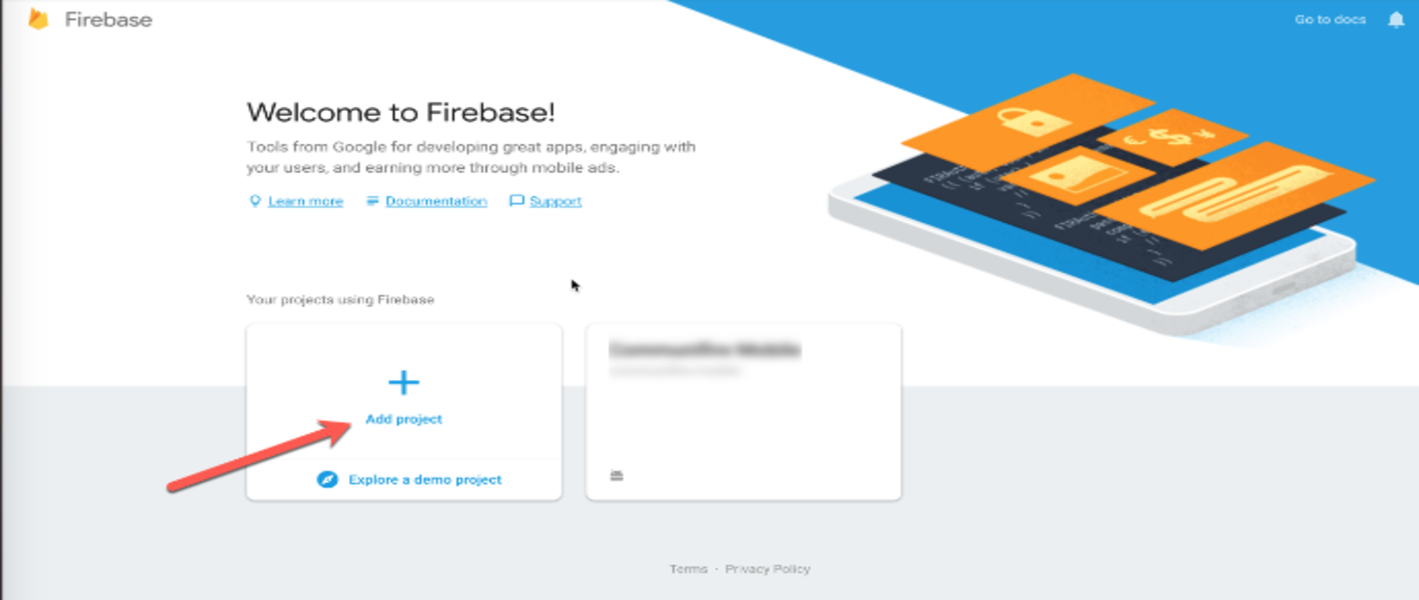 Firebase
Go to docs
Welcome to Firebase!
Tools from Google for developing great apps, engaging with
your users, and earning more through mobile ads.
Learn more
Documentation
Support
Your projects using Firebase
Add project
Explore a demo project
Terms · Privacy Policy